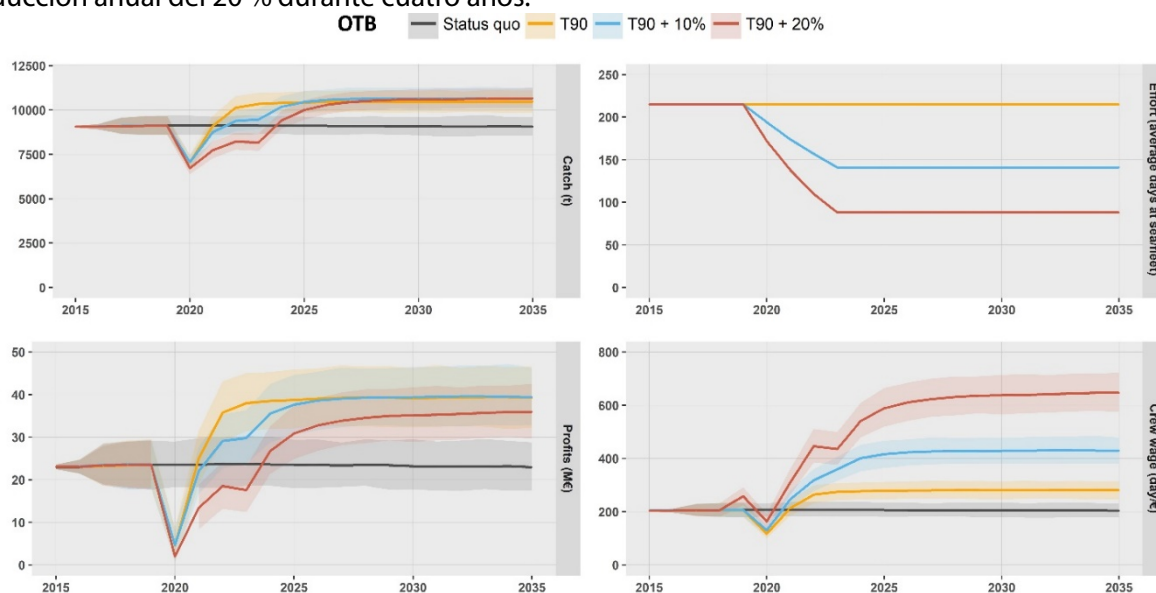 ducción anual del 20 % durante cuatro años.
OTB Status quo T90 T90 + 10% T90 + 20%
12500
10000
7500
5000
2500
0
2015 2020 2025 2030 2035
Catch (t)
250
200
150
100
50
0
2015 2020 2025 2030 2035
Effort (average days at sea/fleet)
50
40
30
20
10
0
2015 2020 2025 2030 2035
Profits (M€)
800
600
400
200
0
2015 2020 2025 2030 2035
Crew wage (day/€)